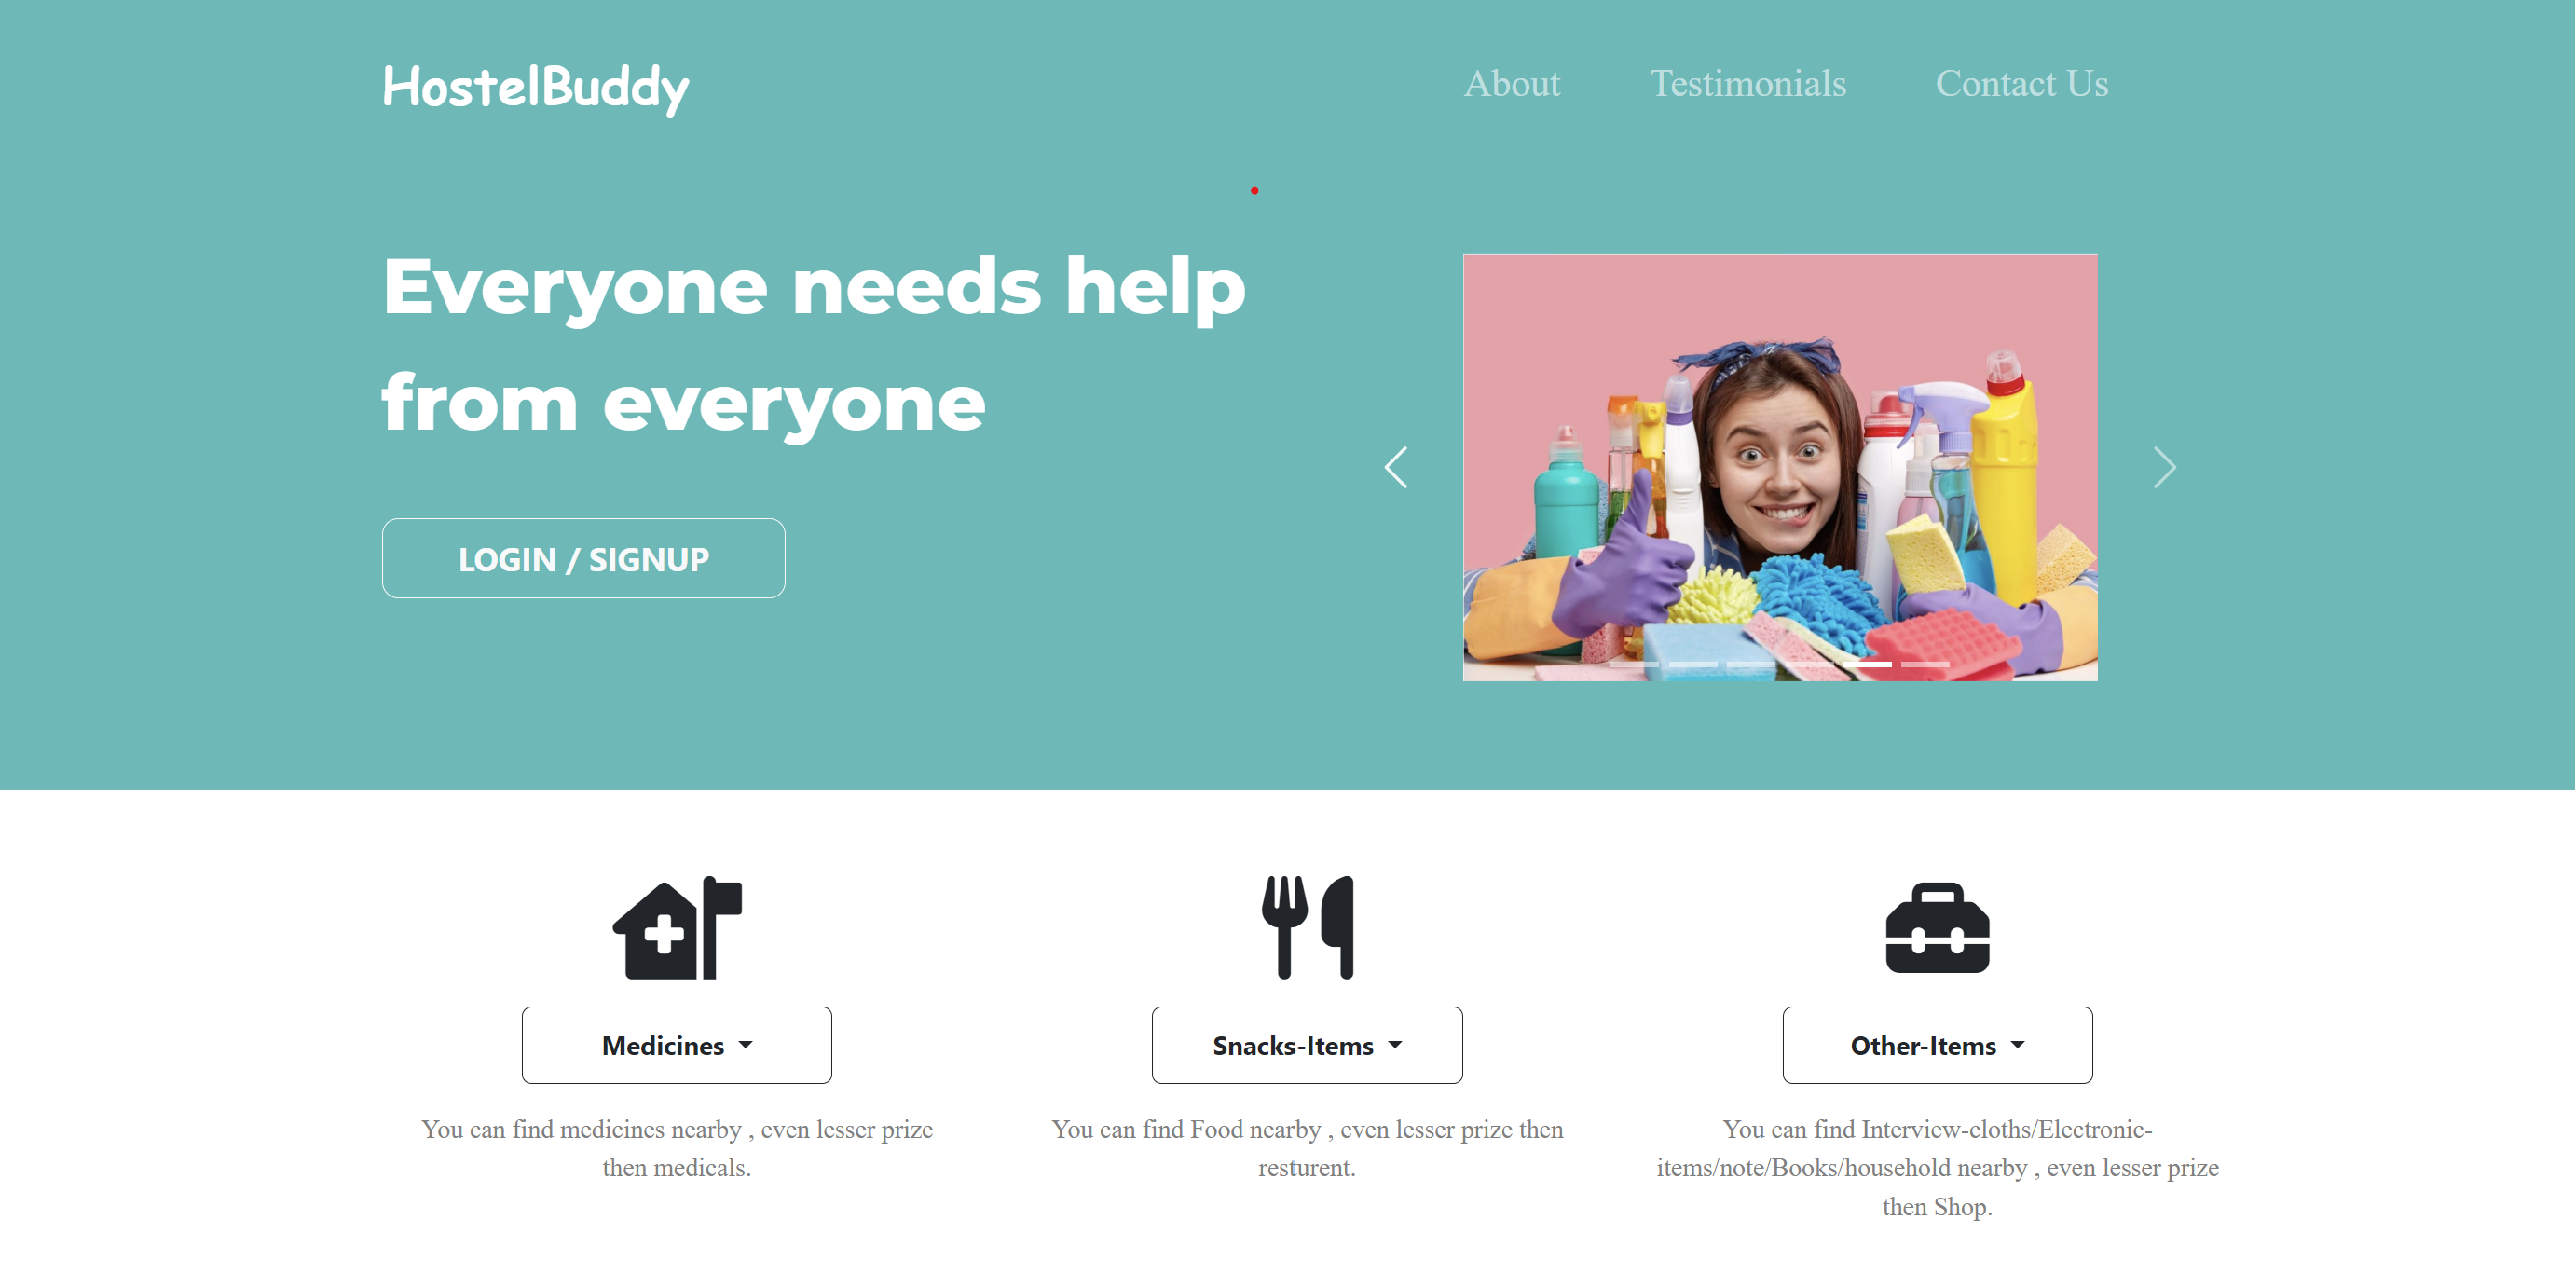 HostelBuddy
About Testimonials Contact Us
Everyone needs help
from everyone
LOGIN / SIGNUP
Medicines
You can find medicines nearby , even lesser prize
then medicals.
Snacks-Items
You can find Food nearby , even lesser prize then
resturent.
Other-Items
You can find Interview-cloths/Electronic-
items/note/Books/household nearby , even lesser prize
then Shop.